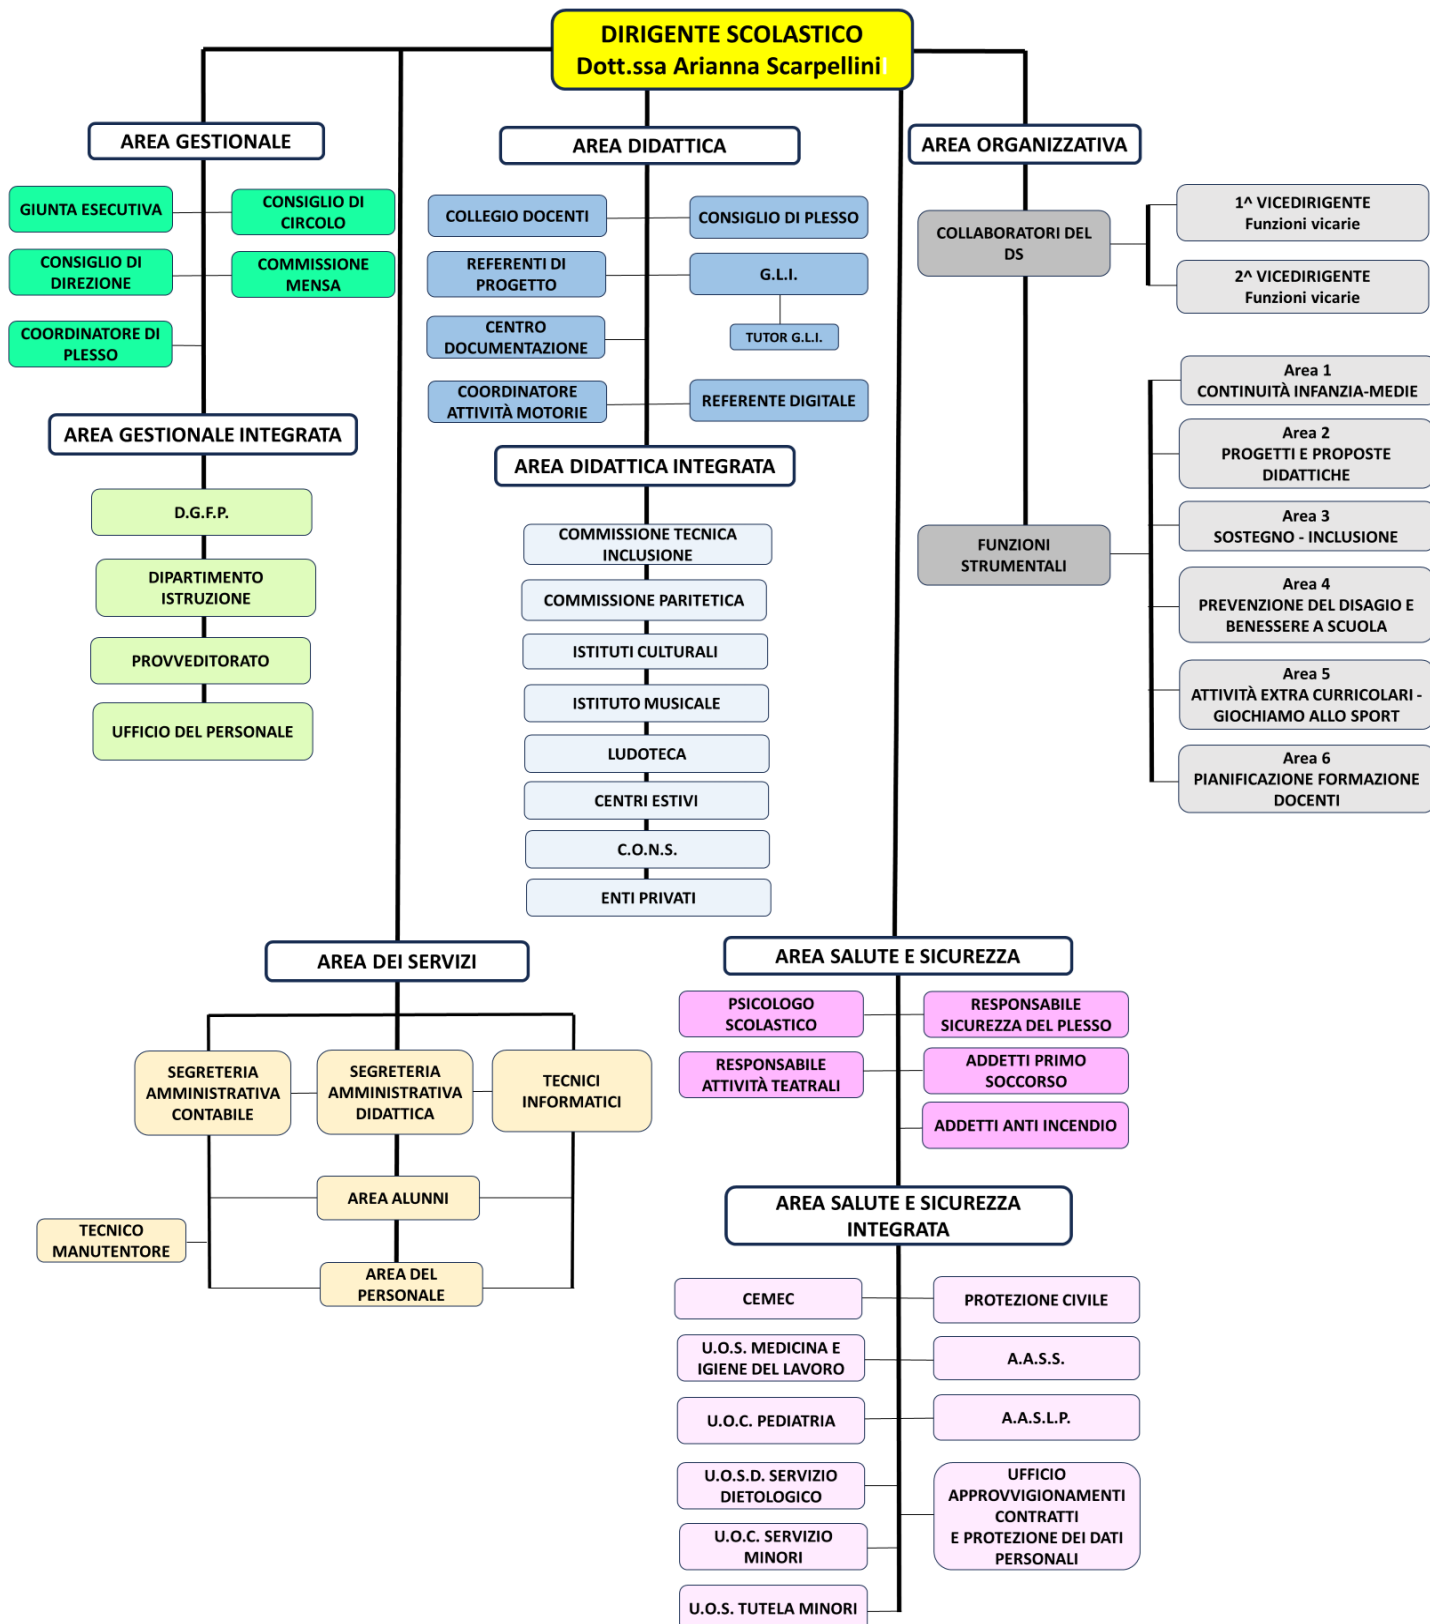 DIRIGENTE SCOLASTICO
Dott.ssa Arianna Scarpellini
AREA GESTIONALE
GIUNTA ESECUTIVA
CONSIGLIO DI
CIRCOLO
CONSIGLIO DI
DIREZIONE
COMMISSIONE
MENSA
COORDINATORE DI
PLESSO
AREA GESTIONALE INTEGRATA
D.G.F.P.
DIPARTIMENTO
ISTRUZIONE
PROVVEDITORATO
UFFICIO DEL PERSONALE
AREA DIDATTICA
COLLEGIO DOCENTI
CONSIGLIO DI PLESSO
REFERENTI DI
PROGETTO
G.L.I.
TUTOR G.L.I.
CENTRO
DOCUMENTAZIONE
COORDINATORE
ATTIVITÀ MOTORIE
REFERENTE DIGITALE
AREA DIDATTICA INTEGRATA
COMMISSIONE TECNICA
INCLUSIONE
COMMISSIONE PARITETICA
ISTITUTI CULTURALI
ISTITUTO MUSICALE
LUDOTECA
CENTRI ESTIVI
C.O.N.S.
ENTI PRIVATI
AREA ORGANIZZATIVA
COLLABORATORI DEL
DS
1^ VICEDIRIGENTE
Funzioni vicarie
2^ VICEDIRIGENTE
Funzioni vicarie
FUNZIONI
STRUMENTALI
Area 1
CONTINUITÀ INFANZIA-MEDIE
Area 2
PROGETTI E PROPOSTE
DIDATTICHE
Area 3
SOSTEGNO - INCLUSIONE
Area 4
PREVENZIONE DEL DISAGIO E
BENESSERE A SCUOLA
Area 5
ATTIVITÀ EXTRA CURRICOLARI -
GIOCHIAMO ALLO SPORT
Area 6
PIANIFICAZIONE FORMAZIONE
DOCENTI
AREA DEI SERVIZI
SEGRETERIA
AMMINISTRATIVA
CONTABILE
SEGRETERIA
AMMINISTRATIVA
DIDATTICA
TECNICI
INFORMATICI
AREA ALUNNI
TECNICO
MANUTENTORE
AREA DEL
PERSONALE
AREA SALUTE E SICUREZZA
PSICOLOGO
SCOLASTICO
RESPONSABILE
SICUREZZA DEL PLESSO
RESPONSABILE
ATTIVITÀ TEATRALI
ADDETTI PRIMO
SOCCORSO
ADDETTI ANTI INCENDIO
AREA SALUTE E SICUREZZA
INTEGRATA
CEMEC
PROTEZIONE CIVILE
U.O.S. MEDICINA E
IGIENE DEL LAVORO
A.A.S.S.
U.O.C. PEDIATRIA
A.A.S.L.P.
U.O.S.D. SERVIZIO
DIETOLOGICO
UFFICIO
APPROVVIGIONAMENTI
CONTRATTI
E PROTEZIONE DEI DATI
PERSONALI
U.O.C. SERVIZIO
MINORI
U.O.S. TUTELA MINORI